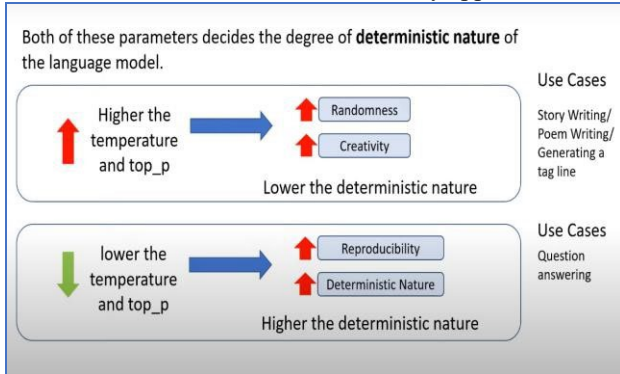 Both of these parameters decides the degree of deterministic nature of
the language model.
Higher the
temperature
and top_p
Randomness
Creativity
Lower the deterministic nature
Use Cases
Story Writing/
Poem Writing/
Generating a
tag line
lower the
temperature
and top_p
Reproducibility
Deterministic Nature
Higher the deterministic nature
Use Cases
Question
answering